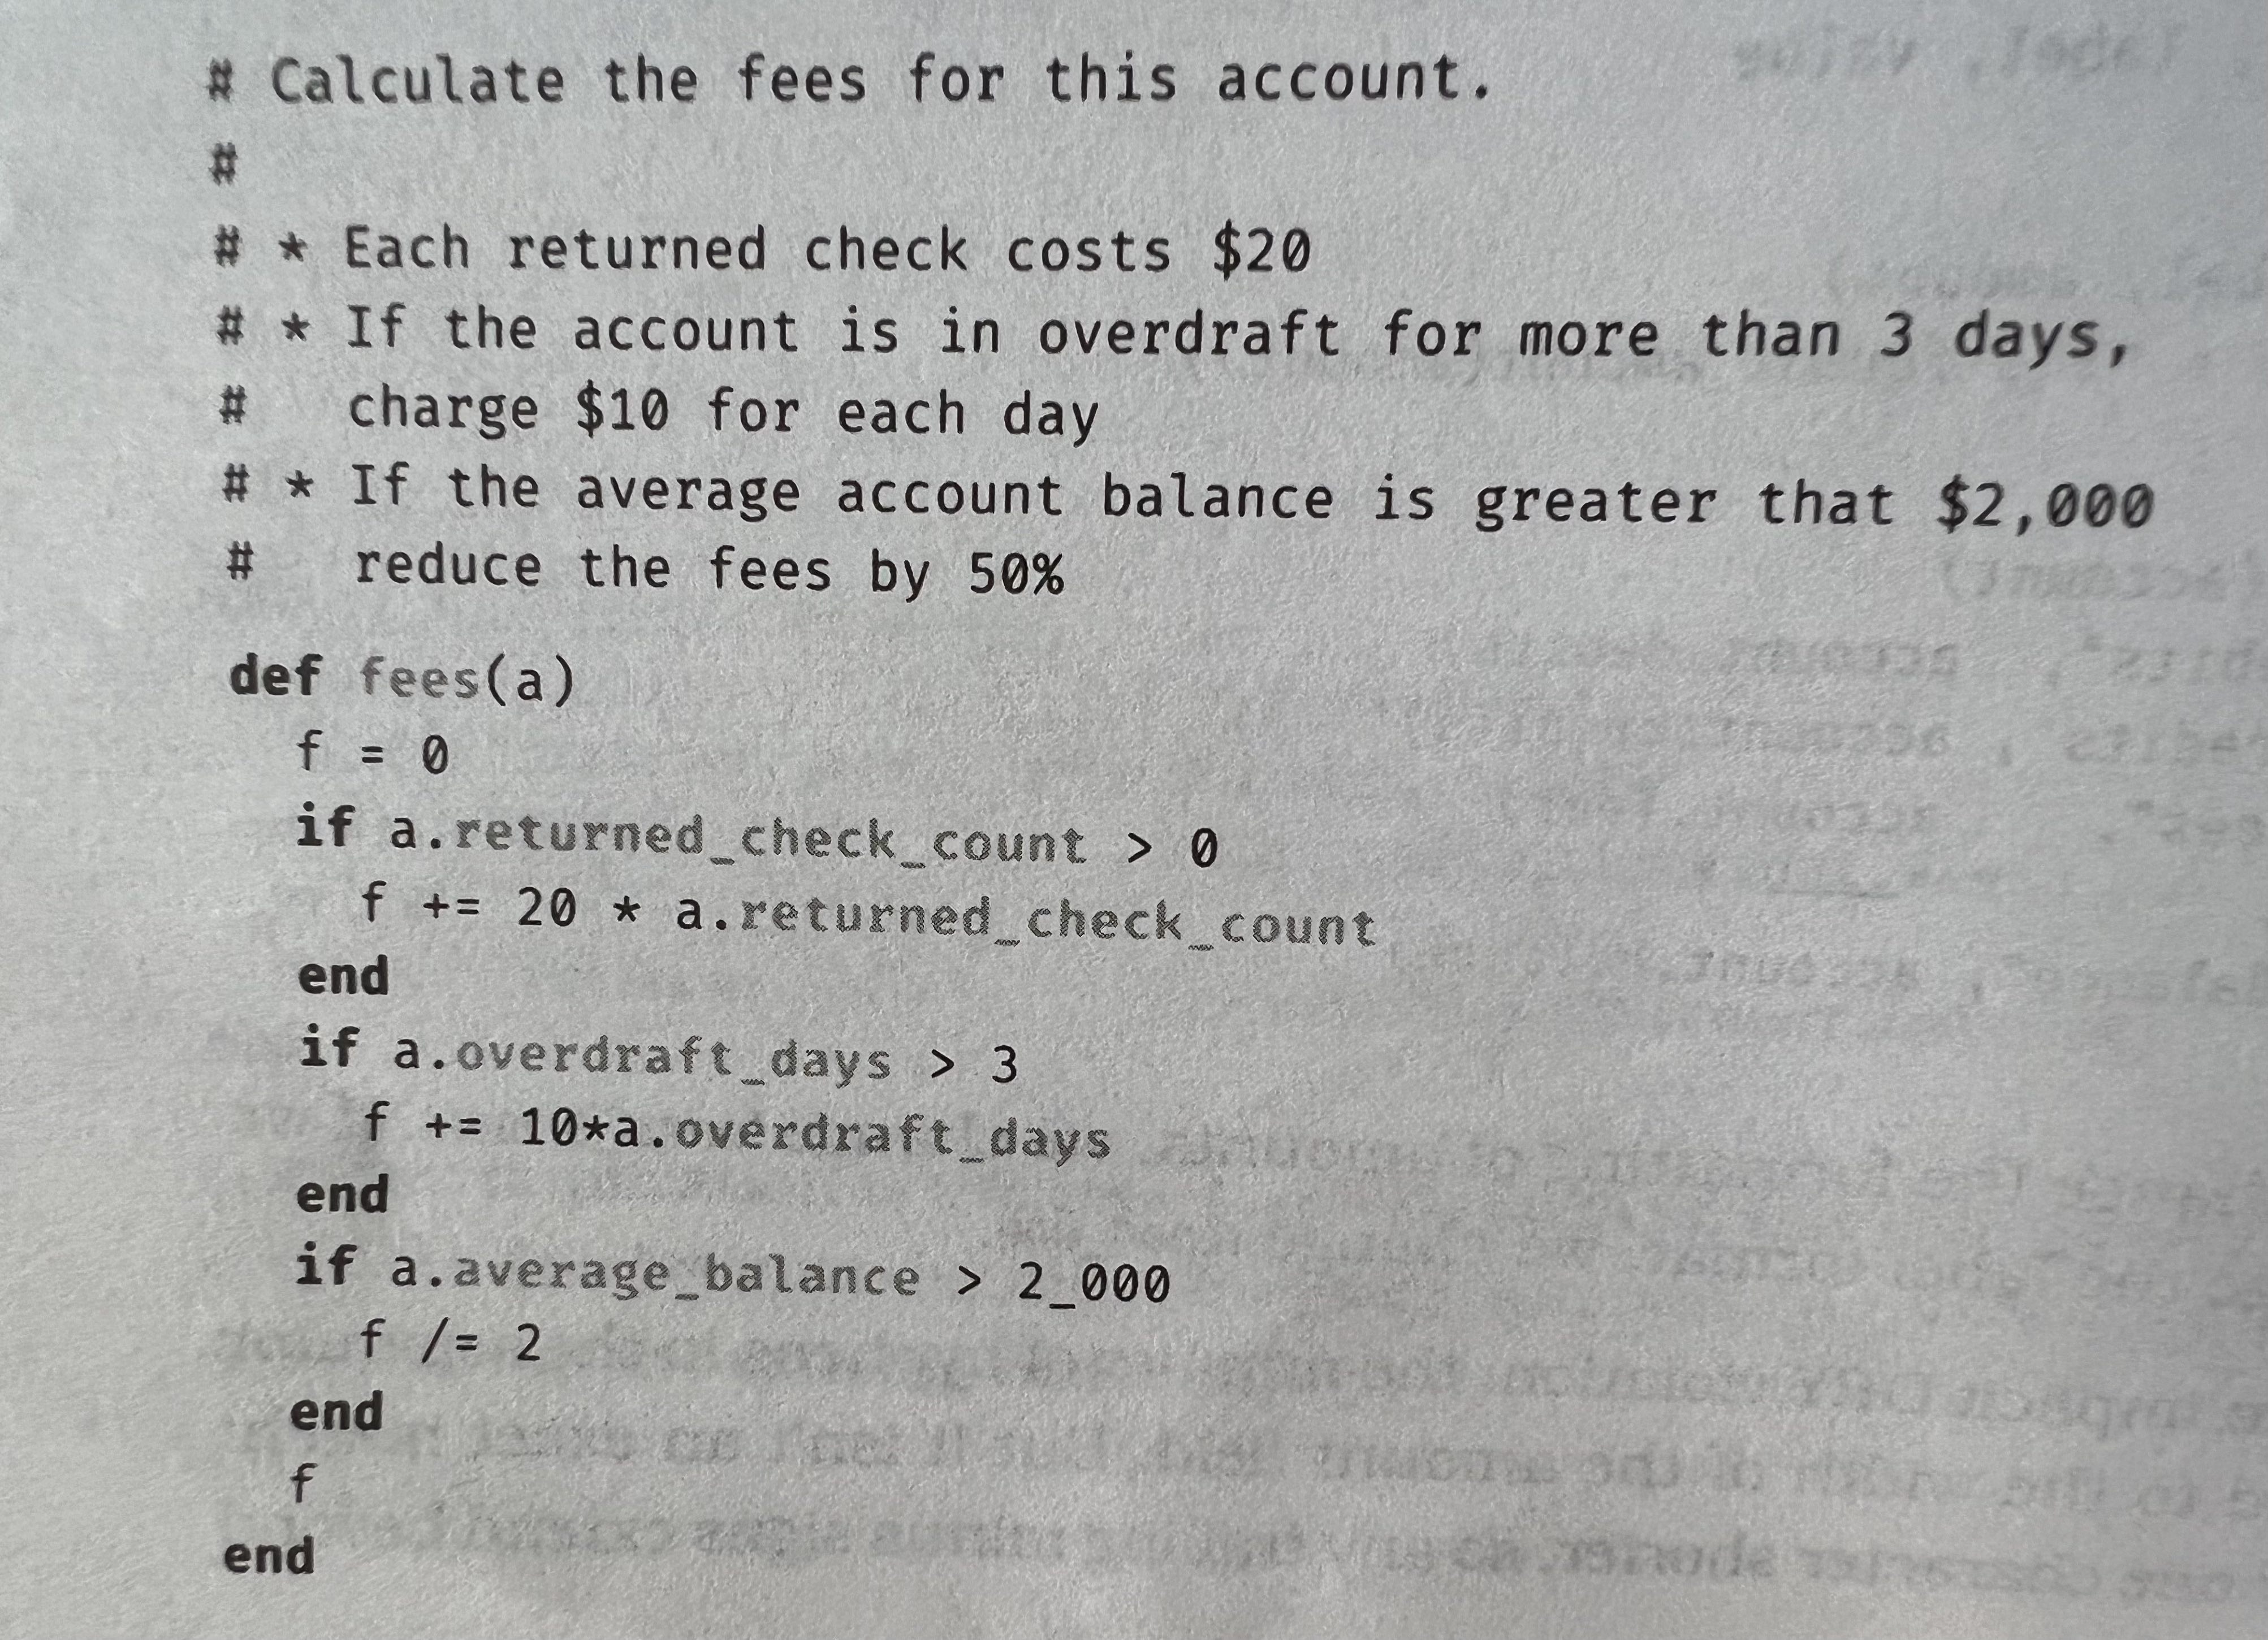 # Calculate the fees for this account.
#
# * Each returned check costs $20
# * If the account is in overdraft for more than 3 days,
#   charge $10 for each day
# * If the average account balance is greater that $2,000
#   reduce the fees by 50%
def fees(a)
  f = 0
  if a.returned_check_count > 0
    f += 20 * a.returned_check_count
  end
  if a.overdraft_days > 3
    f += 10*a.overdraft_days
  end
  if a.average_balance > 2_000
    f /= 2
  end
  f
end